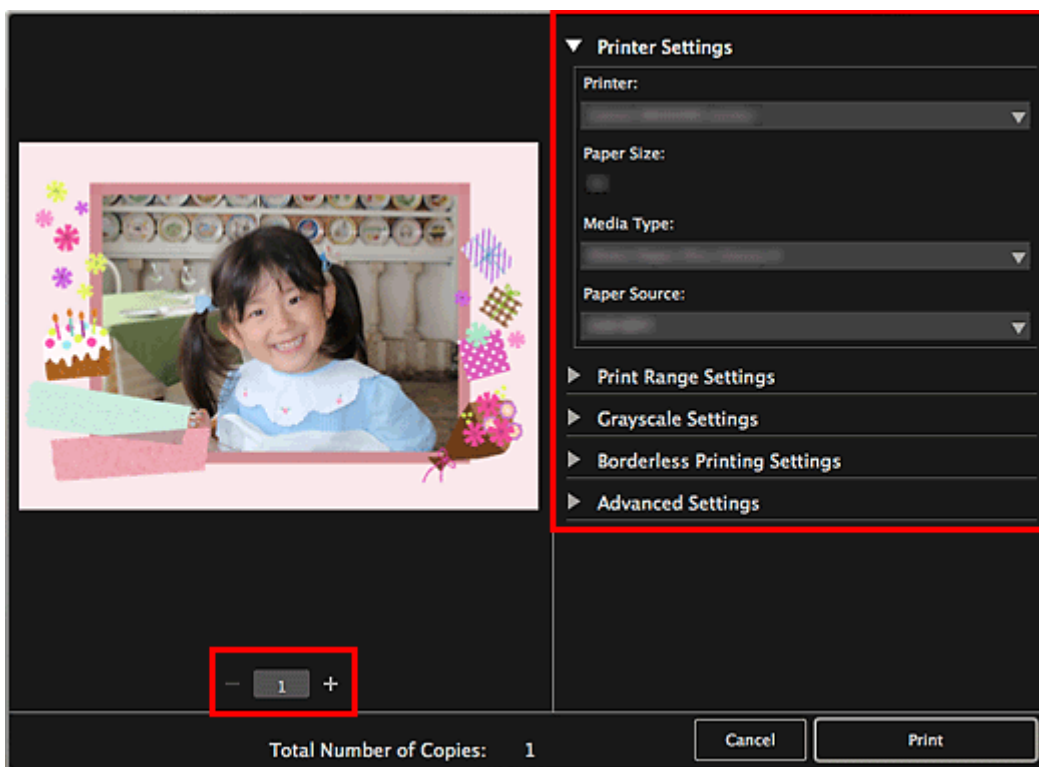 Printer Settings
Printer:
Paper Size:
Media Type:
Paper Source:
Print Range Settings
Grayscale Settings
Borderless Printing Settings
Advanced Settings
− 1 +
Total Number of Copies: 1
Cancel
Print